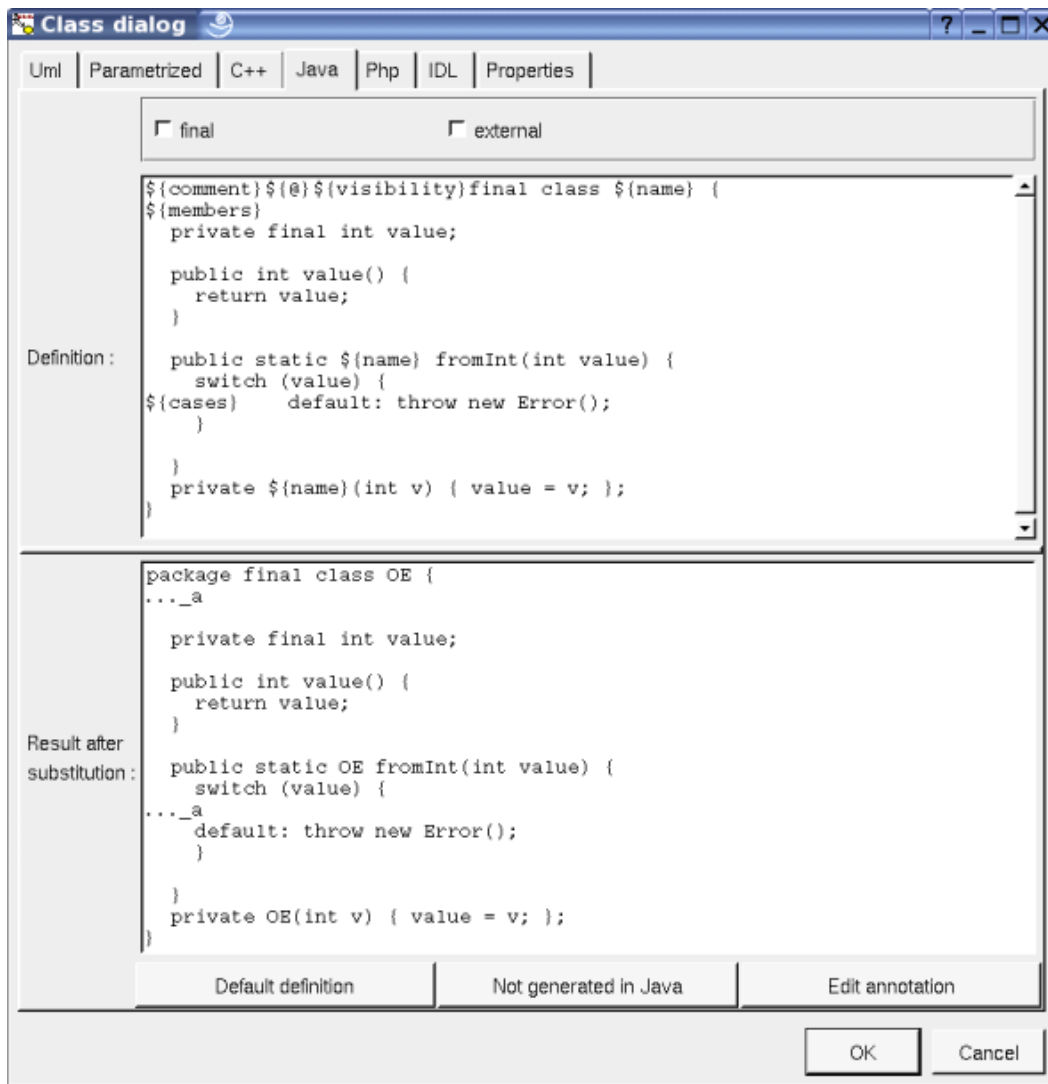 Class dialog
Uml Parametrized C++ Java Php IDL Properties
final external
Definition :
${comment}${@}${visibility}final class ${name} {
${members}
  private final int value;

  public int value() {
    return value;
  }

  public static ${name} fromInt(int value) {
    switch (value) {
${cases}    default: throw new Error();
    }

  }
  private ${name}(int v) { value = v; };
}
Result after
substitution :
package final class OE {
..._a

  private final int value;

  public int value() {
    return value;
  }

  public static OE fromInt(int value) {
    switch (value) {
..._a
    default: throw new Error();
    }

  }
  private OE(int v) { value = v; };
}
Default definition Not generated in Java Edit annotation
OK Cancel